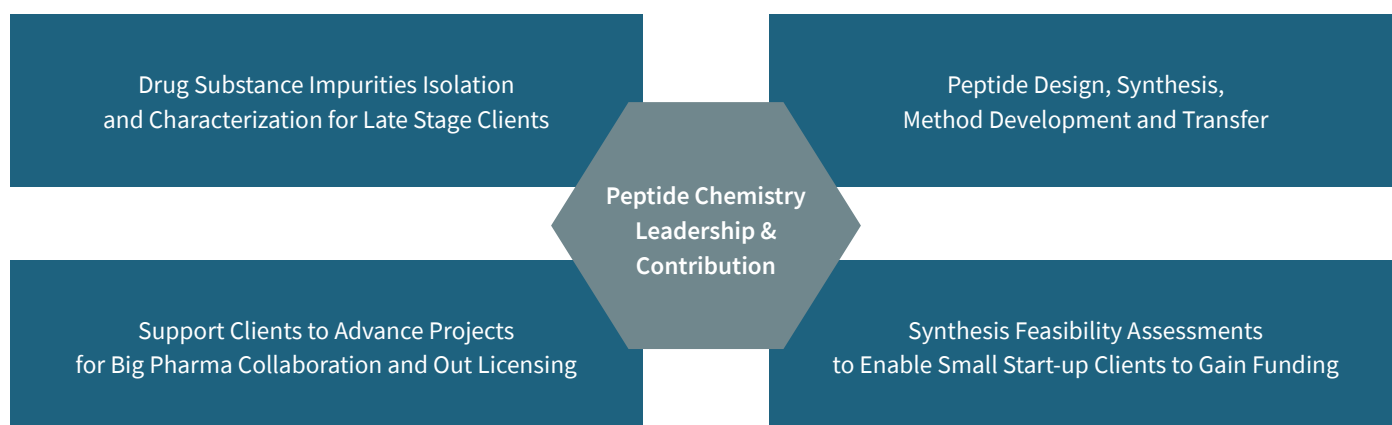 Drug Substance Impurities Isolation
and Characterization for Late Stage Clients
Peptide Design, Synthesis,
Method Development and Transfer
Peptide Chemistry
Leadership &
Contribution
Support Clients to Advance Projects
for Big Pharma Collaboration and Out Licensing
Synthesis Feasibility Assessments
to Enable Small Start-up Clients to Gain Funding